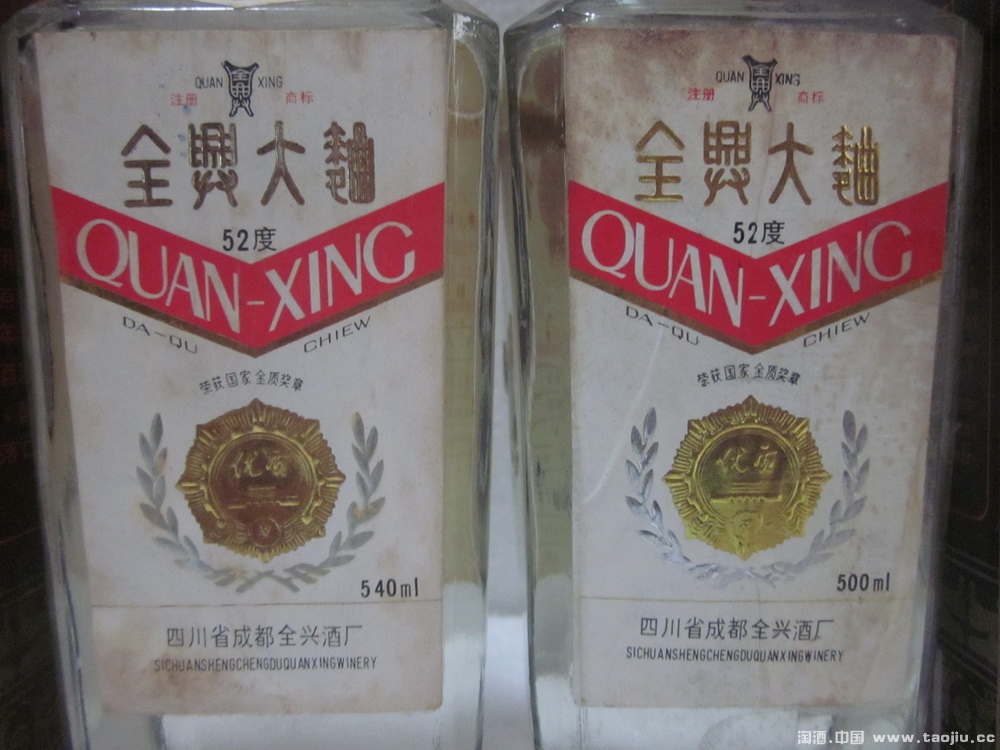 QUAN XING
注册 商标
全興大麯
52度
QUAN-XING
DA-QU CHIEW
荣获国家金质奖章
优质
540ml
四川省成都全兴酒厂
SICHUANSHENGCHENGDUQUANXINGWINERY
QUAN XING
注册 商标
全興大麯
52度
QUAN-XING
DA-QU CHIEW
荣获国家金质奖章
优质
500ml
四川省成都全兴酒厂
SICHUANSHENGCHENGDUQUANXINGWINERY
淘酒.中国 www.taojiu.cc